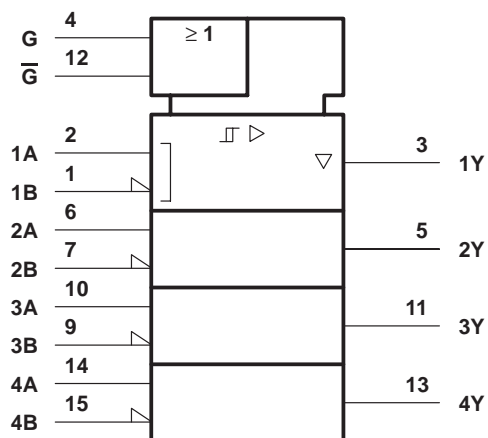 G 4 ≥ 1
G̅ 12
1A 2 3 1Y
1B 1
2A 6 5 2Y
2B 7
3A 10 11 3Y
3B 9
4A 14 13 4Y
4B 15